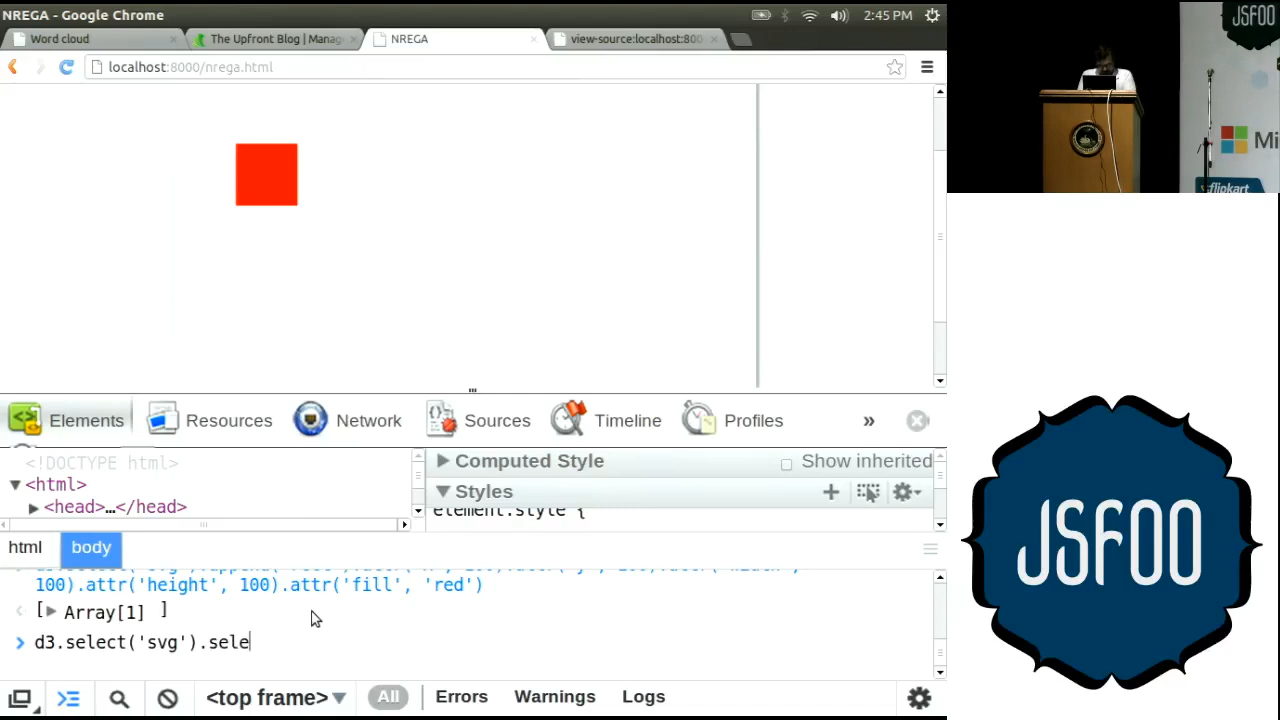 NREGA - Google Chrome
2:45 PM
Word cloud
The Upfront Blog | Manag
NREGA
view-source:localhost:800
localhost:8000/nrega.html
Elements
Resources
Network
Sources
Timeline
Profiles
»
<!DOCTYPE html>
<html>
<head>…</head>
Computed Style
Show inherited
Styles
element.style {
html
body
100).attr('height', 100).attr('fill', 'red')
[ Array[1] ]
d3.select('svg').sele
<top frame>
All
Errors
Warnings
Logs
JSFOO
Mi
flipkart
JSFOO